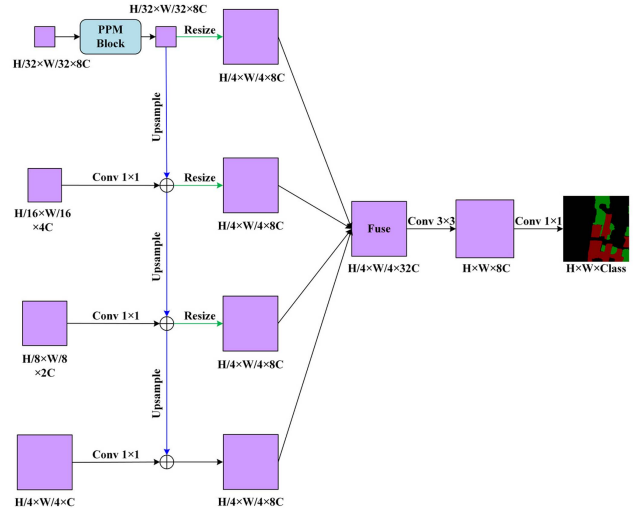 H/32×W/32×8C
PPM
Block
Resize
H/32×W/32×8C
H/4×W/4×8C
Upsample
Conv 1×1
Resize
H/16×W/16
×4C
H/4×W/4×8C
Fuse
Conv 3×3
Conv 1×1
H/4×W/4×32C
H×W×8C
H×W×Class
Upsample
Conv 1×1
Resize
H/8×W/8
×2C
H/4×W/4×8C
Upsample
Conv 1×1
H/4×W/4×C
H/4×W/4×8C